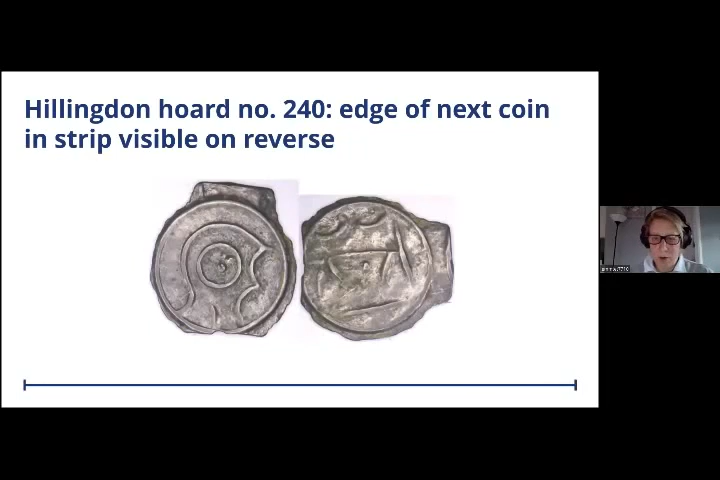 Hillingdon hoard no. 240: edge of next coin
in strip visible on reverse